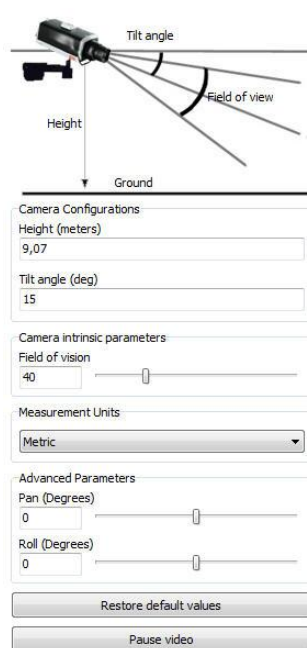 Tilt angle
Field of view
Height
Ground
Camera Configurations
Height (meters)
9,07
Tilt angle (deg)
15
Camera intrinsic parameters
Field of vision
40
Measurement Units
Metric
Advanced Parameters
Pan (Degrees)
0
Roll (Degrees)
0
Restore default values
Pause video